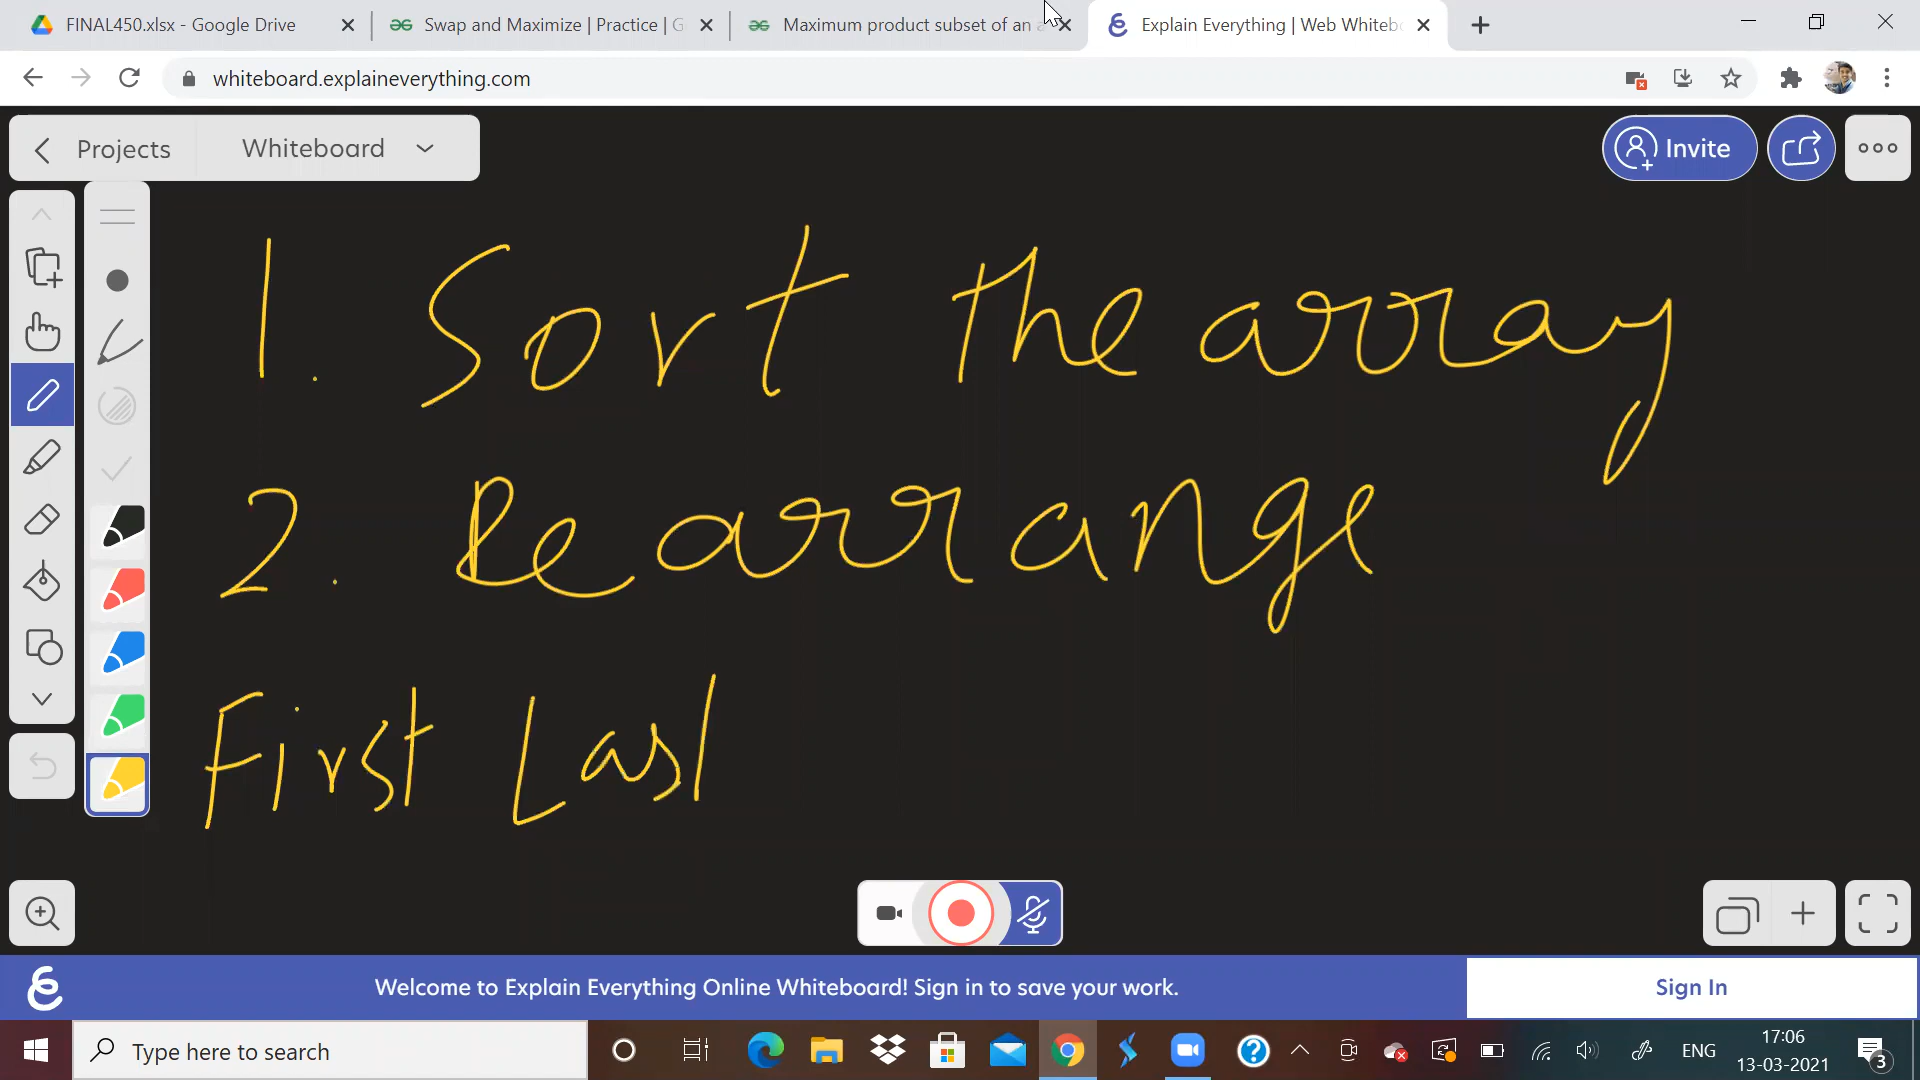 FINAL450.xlsx - Google Drive
Swap and Maximize | Practice | G
Maximum product subset of an a
Explain Everything | Web Whitebo
whiteboard.explaineverything.com
Projects
Whiteboard
Invite
1. Sort the array
2. Rearrange
First Last
Welcome to Explain Everything Online Whiteboard! Sign in to save your work.
Sign In
Type here to search
ENG
17:06
13-03-2021
3